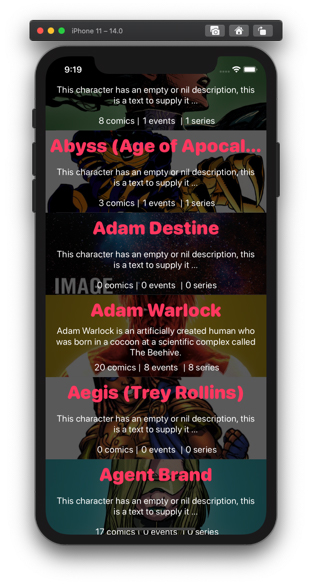 iPhone 11 – 14.0
9:19
This character has an empty or nil description, this
is a text to supply it ...
8 comics | 1 events | 1 series
Abyss (Age of Apocal...
This character has an empty or nil description, this
is a text to supply it ...
3 comics | 1 events | 1 series
Adam Destine
This character has an empty or nil description, this
is a text to supply it ...
IMAGE
0 comics | 0 events | 0 series
Adam Warlock
Adam Warlock is an artificially created human who
was born in a cocoon at a scientific complex called
The Beehive.
20 comics | 8 events | 8 series
Aegis (Trey Rollins)
This character has an empty or nil description, this
is a text to supply it ...
0 comics | 0 events | 0 series
Agent Brand
This character has an empty or nil description, this
is a text to supply it ...
17 comics | 0 events | 0 series